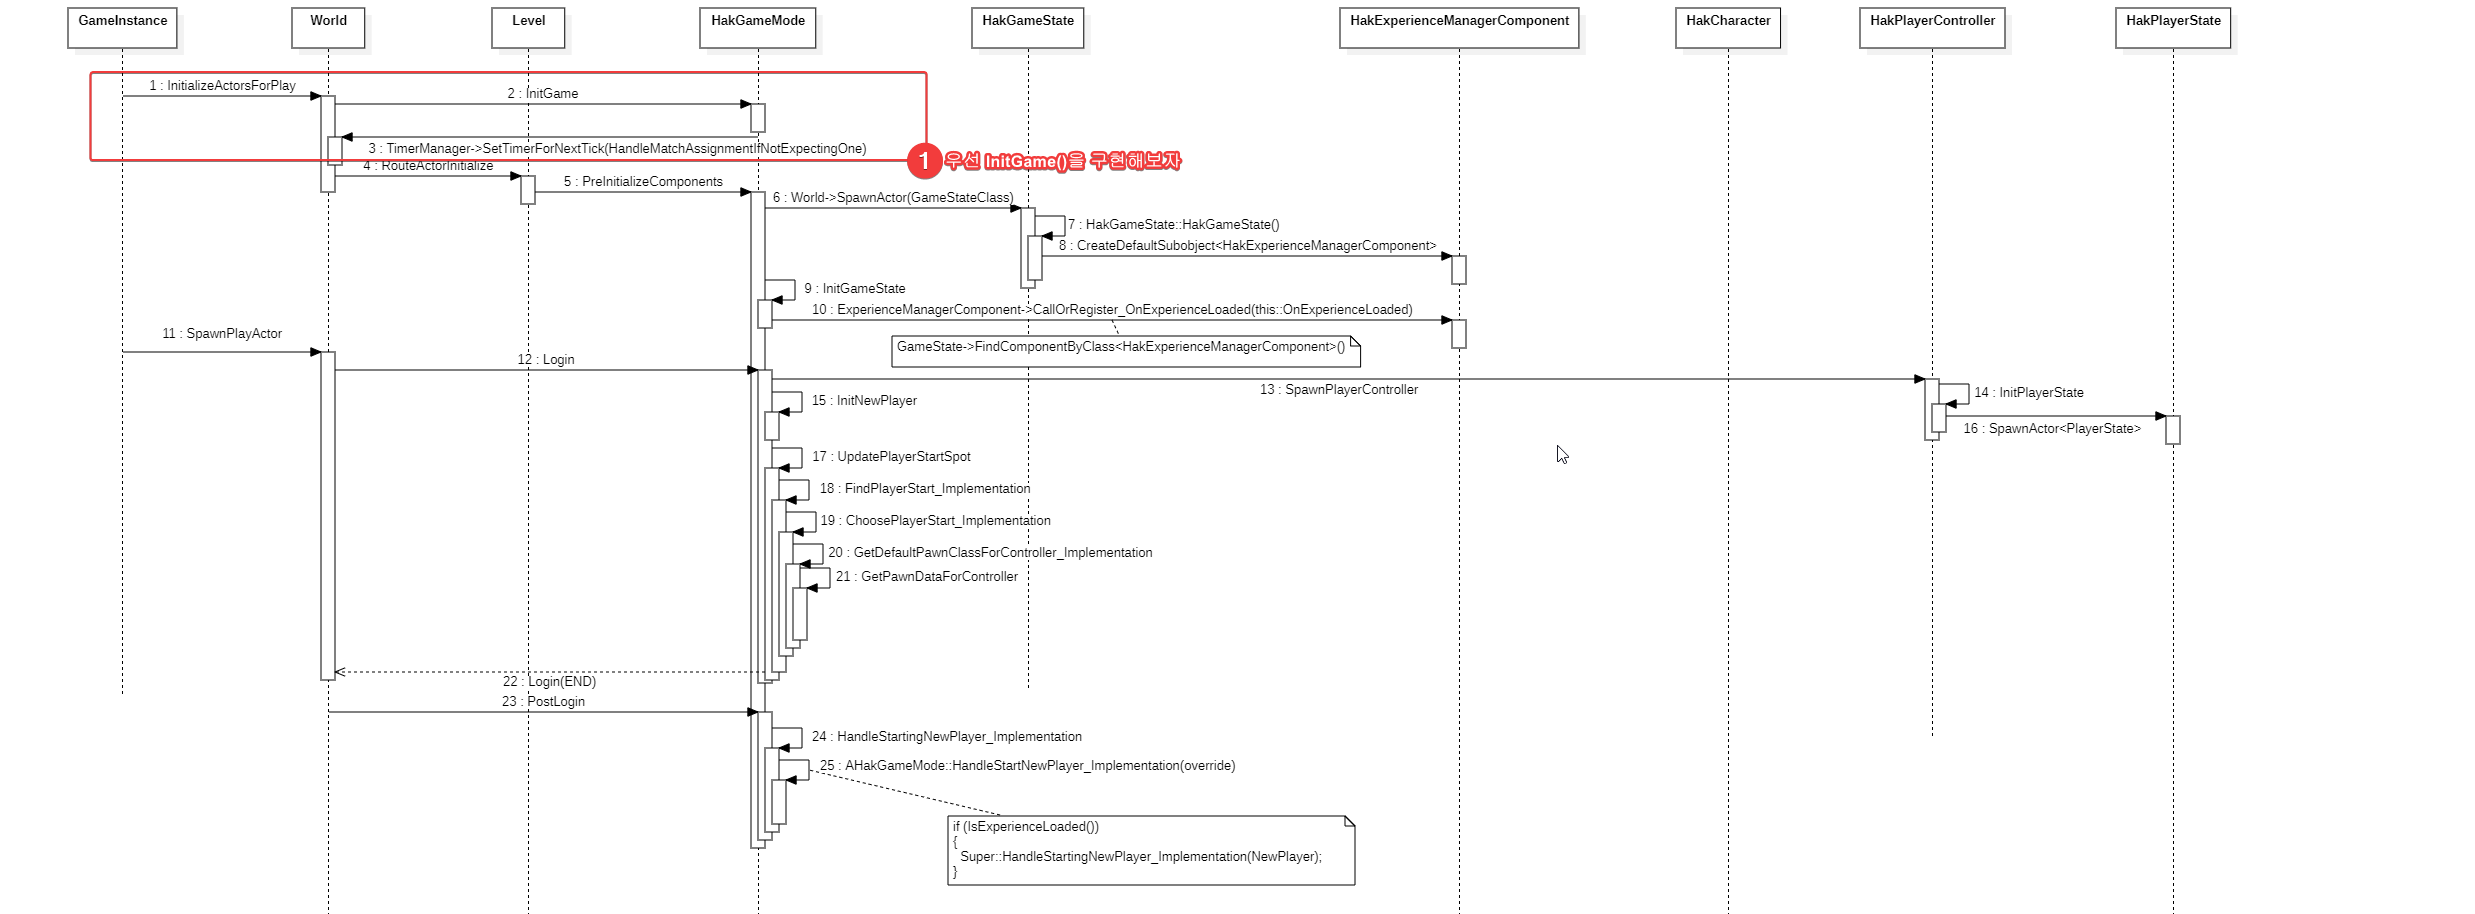 GameInstance
World
Level
HakGameMode
HakGameState
HakExperienceManagerComponent
HakCharacter
HakPlayerController
HakPlayerState
1 : InitializeActorsForPlay
2 : InitGame
3 : TimerManager->SetTimerForNextTick(HandleMatchAssignmentIfNotExpectingOne)
1 우선 InitGame()을 구현해보자
4 : RouteActorInitialize
5 : PreInitializeComponents
6 : World->SpawnActor(GameStateClass)
7 : HakGameState::HakGameState()
8 : CreateDefaultSubobject<HakExperienceManagerComponent>
9 : InitGameState
10 : ExperienceManagerComponent->CallOrRegister_OnExperienceLoaded(this::OnExperienceLoaded)
GameState->FindComponentByClass<HakExperienceManagerComponent>()
11 : SpawnPlayActor
12 : Login
13 : SpawnPlayerController
14 : InitPlayerState
15 : InitNewPlayer
16 : SpawnActor<PlayerState>
17 : UpdatePlayerStartSpot
18 : FindPlayerStart_Implementation
19 : ChoosePlayerStart_Implementation
20 : GetDefaultPawnClassForController_Implementation
21 : GetPawnDataForController
22 : Login(END)
23 : PostLogin
24 : HandleStartingNewPlayer_Implementation
25 : AHakGameMode::HandleStartNewPlayer_Implementation(override)
if (IsExperienceLoaded())
{
Super::HandleStartingNewPlayer_Implementation(NewPlayer);
}